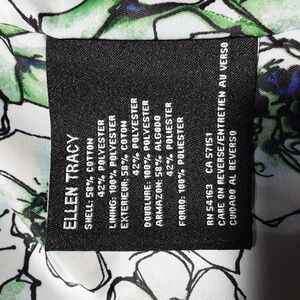 ELLEN TRACY
SHELL: 58% COTTON
42% POLYESTER
LINING: 100% POLYESTER
EXTERIEUR: 58% COTON
42% POLYESTER
DOUBLURE: 100% POLYESTER
ARMAZON: 58% ALGODO
42% POLIESTER
FORRO: 100% POLIESTER
RN 54163 CA 57151
CARE ON REVERSE/ENTRETIEN AU VERSO
CUIDADO AL REVERSO